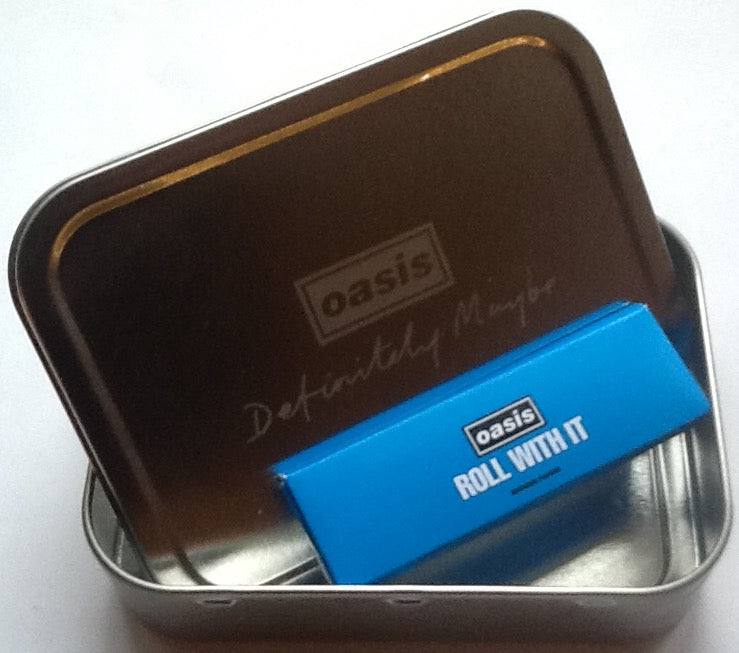 oasis
Definitely Maybe
oasis
ROLL WITH IT